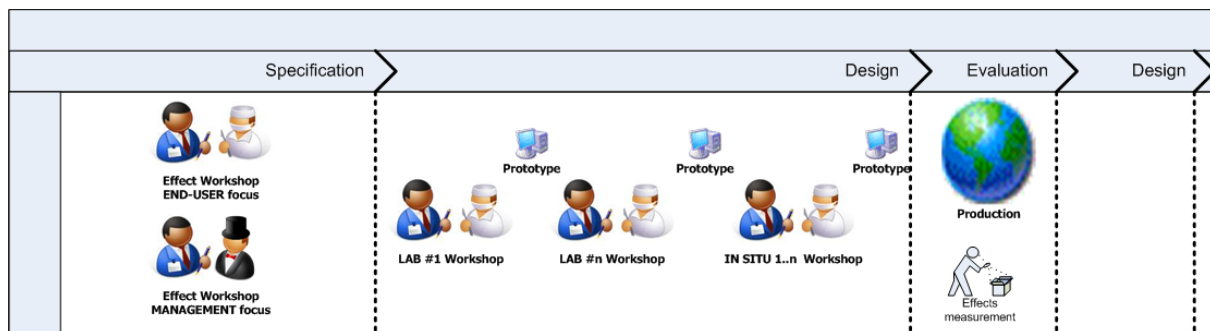 Specification
Design
Evaluation
Design
Effect Workshop
END-USER focus
Effect Workshop
MANAGEMENT focus
Prototype
Prototype
Prototype
LAB #1 Workshop
LAB #n Workshop
IN SITU 1..n Workshop
Production
Effects
measurement